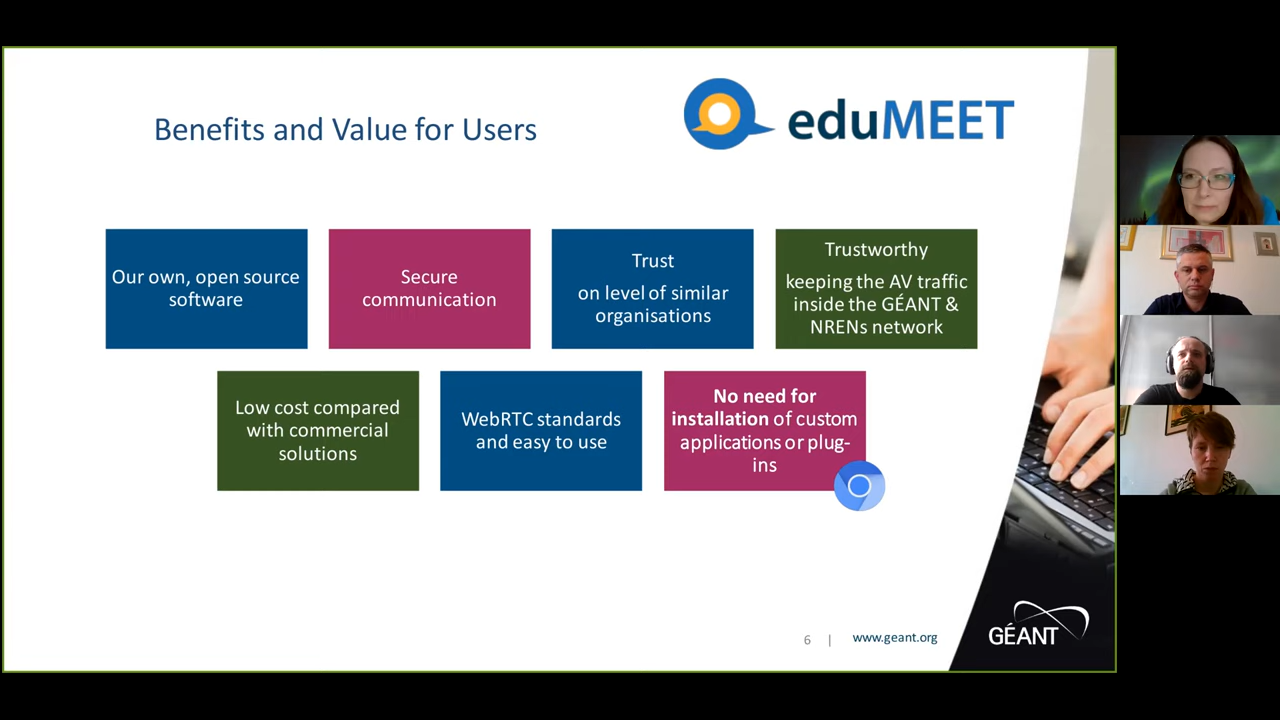 Benefits and Value for Users
eduMEET
Our own, open source
software
Secure
communication
Trust
on level of similar
organisations
Trustworthy
keeping the AV traffic
inside the GÉANT &
NRENs network
Low cost compared
with commercial
solutions
WebRTC standards
and easy to use
No need for
installation of custom
applications or plug-
ins
6 | www.geant.org
GÉANT